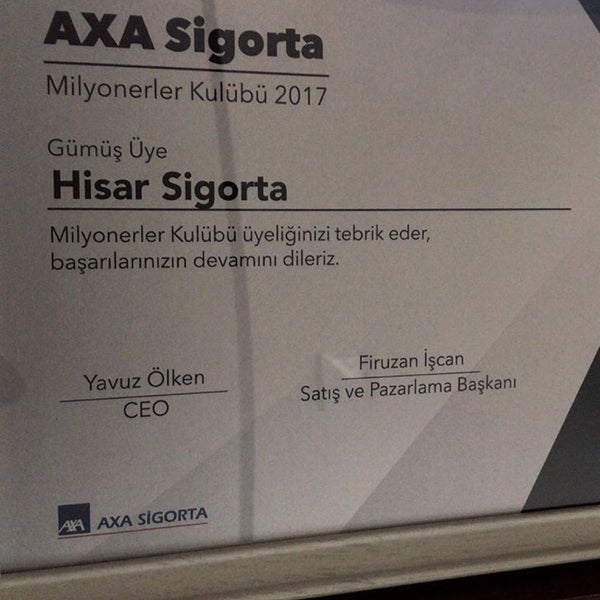 AXA Sigorta
Milyonerler Kulübü 2017
Gümüş Üye
Hisar Sigorta
Milyonerler Kulübü üyeliğinizi tebrik eder,
başarılarınızın devamını dileriz.
Yavuz Ölken
CEO
Firuzan İşcan
Satış ve Pazarlama Başkanı
AXA AXA SİGORTA